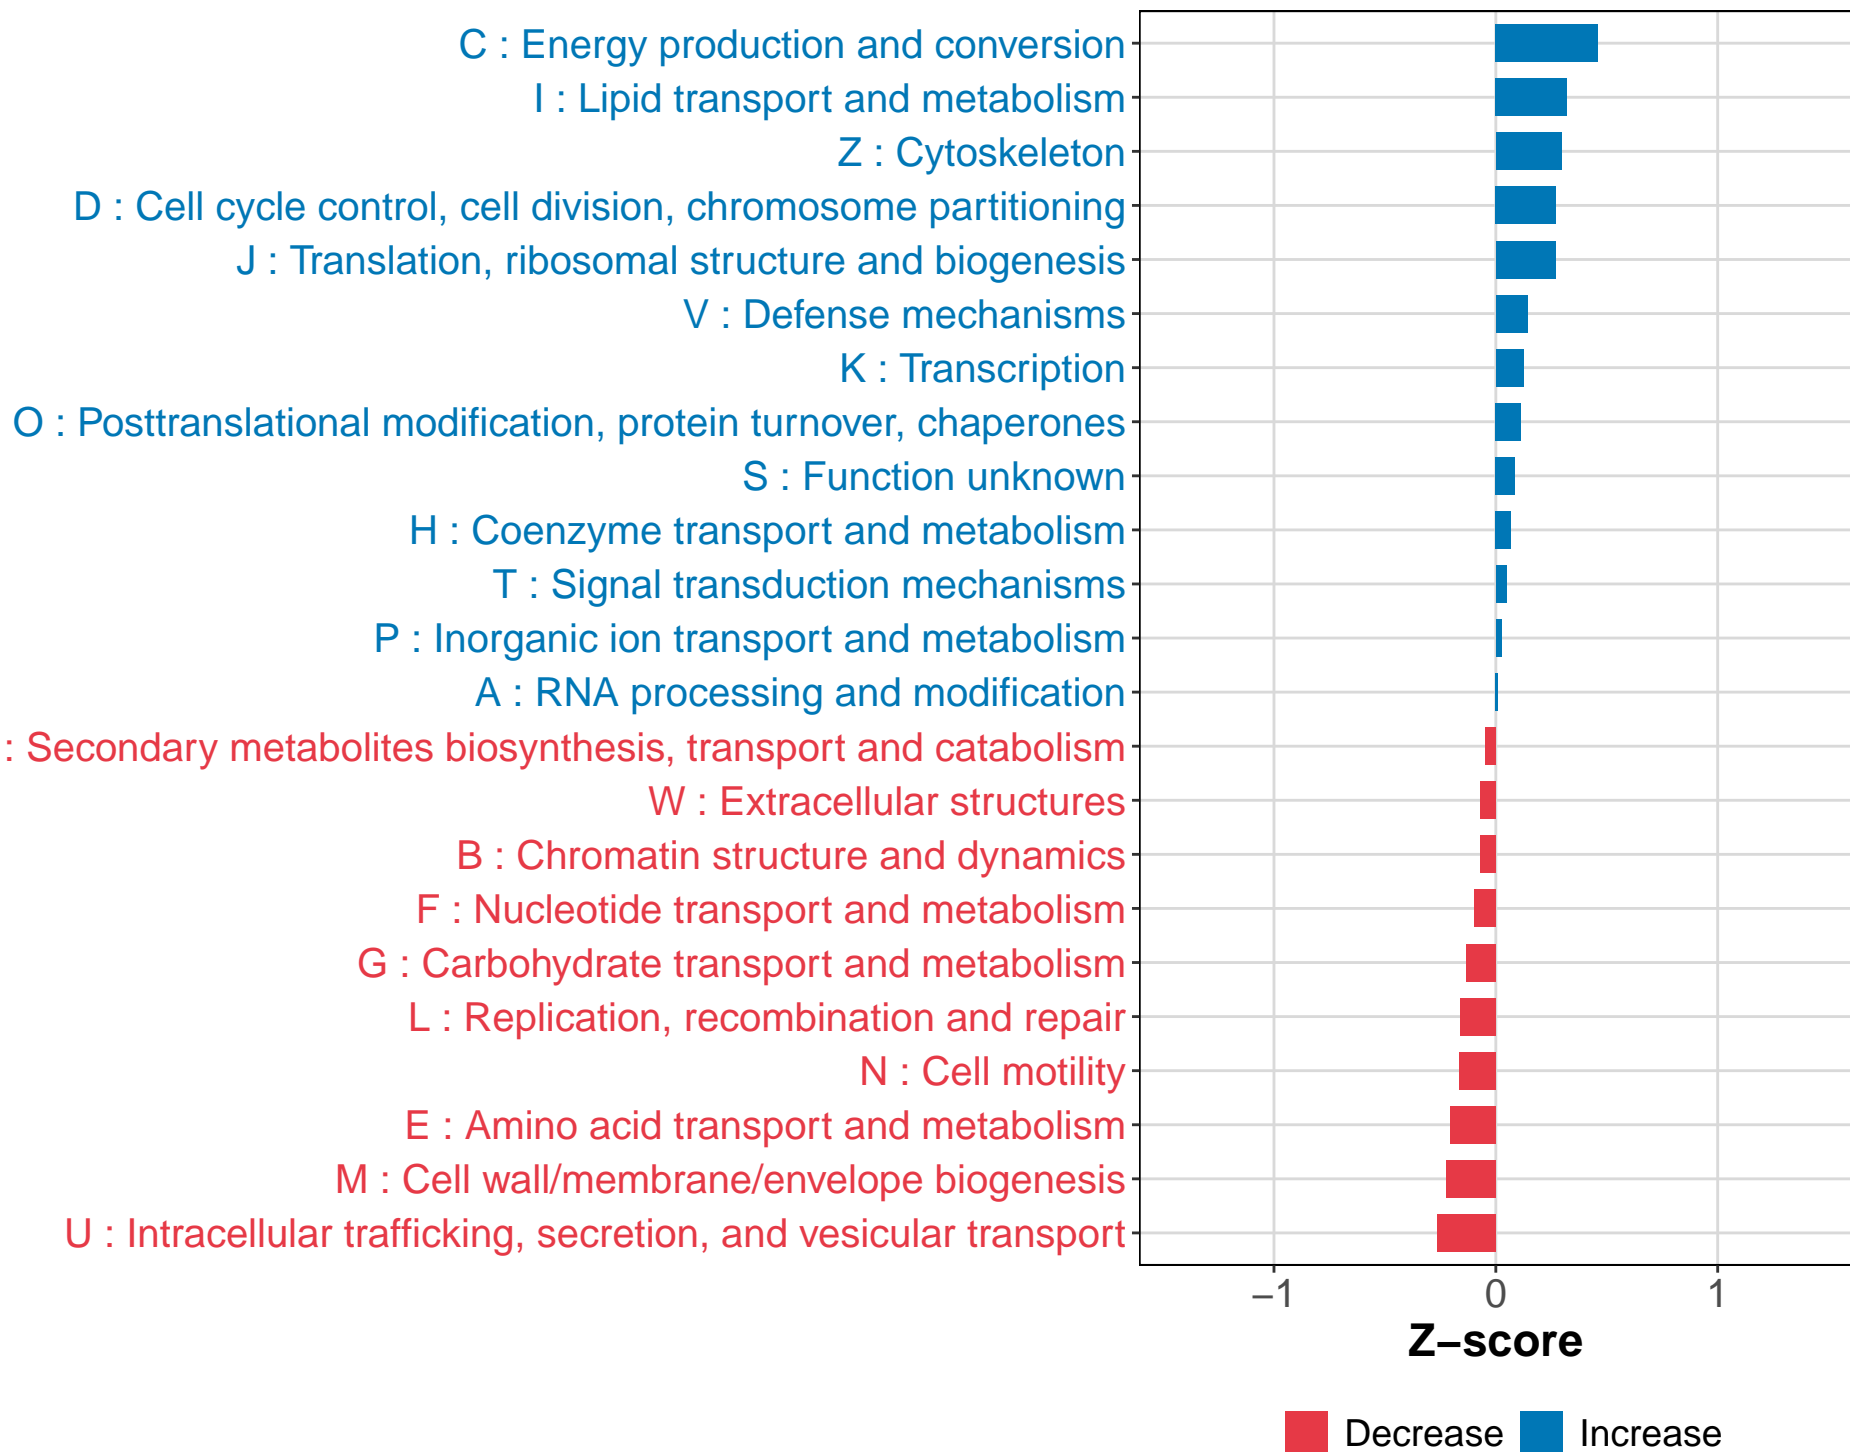 C : Energy production and conversion
I : Lipid transport and metabolism
Z : Cytoskeleton
D : Cell cycle control, cell division, chromosome partitioning
J : Translation, ribosomal structure and biogenesis
V : Defense mechanisms
K : Transcription
O : Posttranslational modification, protein turnover, chaperones
S : Function unknown
H : Coenzyme transport and metabolism
T : Signal transduction mechanisms
P : Inorganic ion transport and metabolism
A : RNA processing and modification
: Secondary metabolites biosynthesis, transport and catabolism
W : Extracellular structures
B : Chromatin structure and dynamics
F : Nucleotide transport and metabolism
G : Carbohydrate transport and metabolism
L : Replication, recombination and repair
N : Cell motility
E : Amino acid transport and metabolism
M : Cell wall/membrane/envelope biogenesis
U : Intracellular trafficking, secretion, and vesicular transport
−1 0 1
Z−score
Decrease Increase